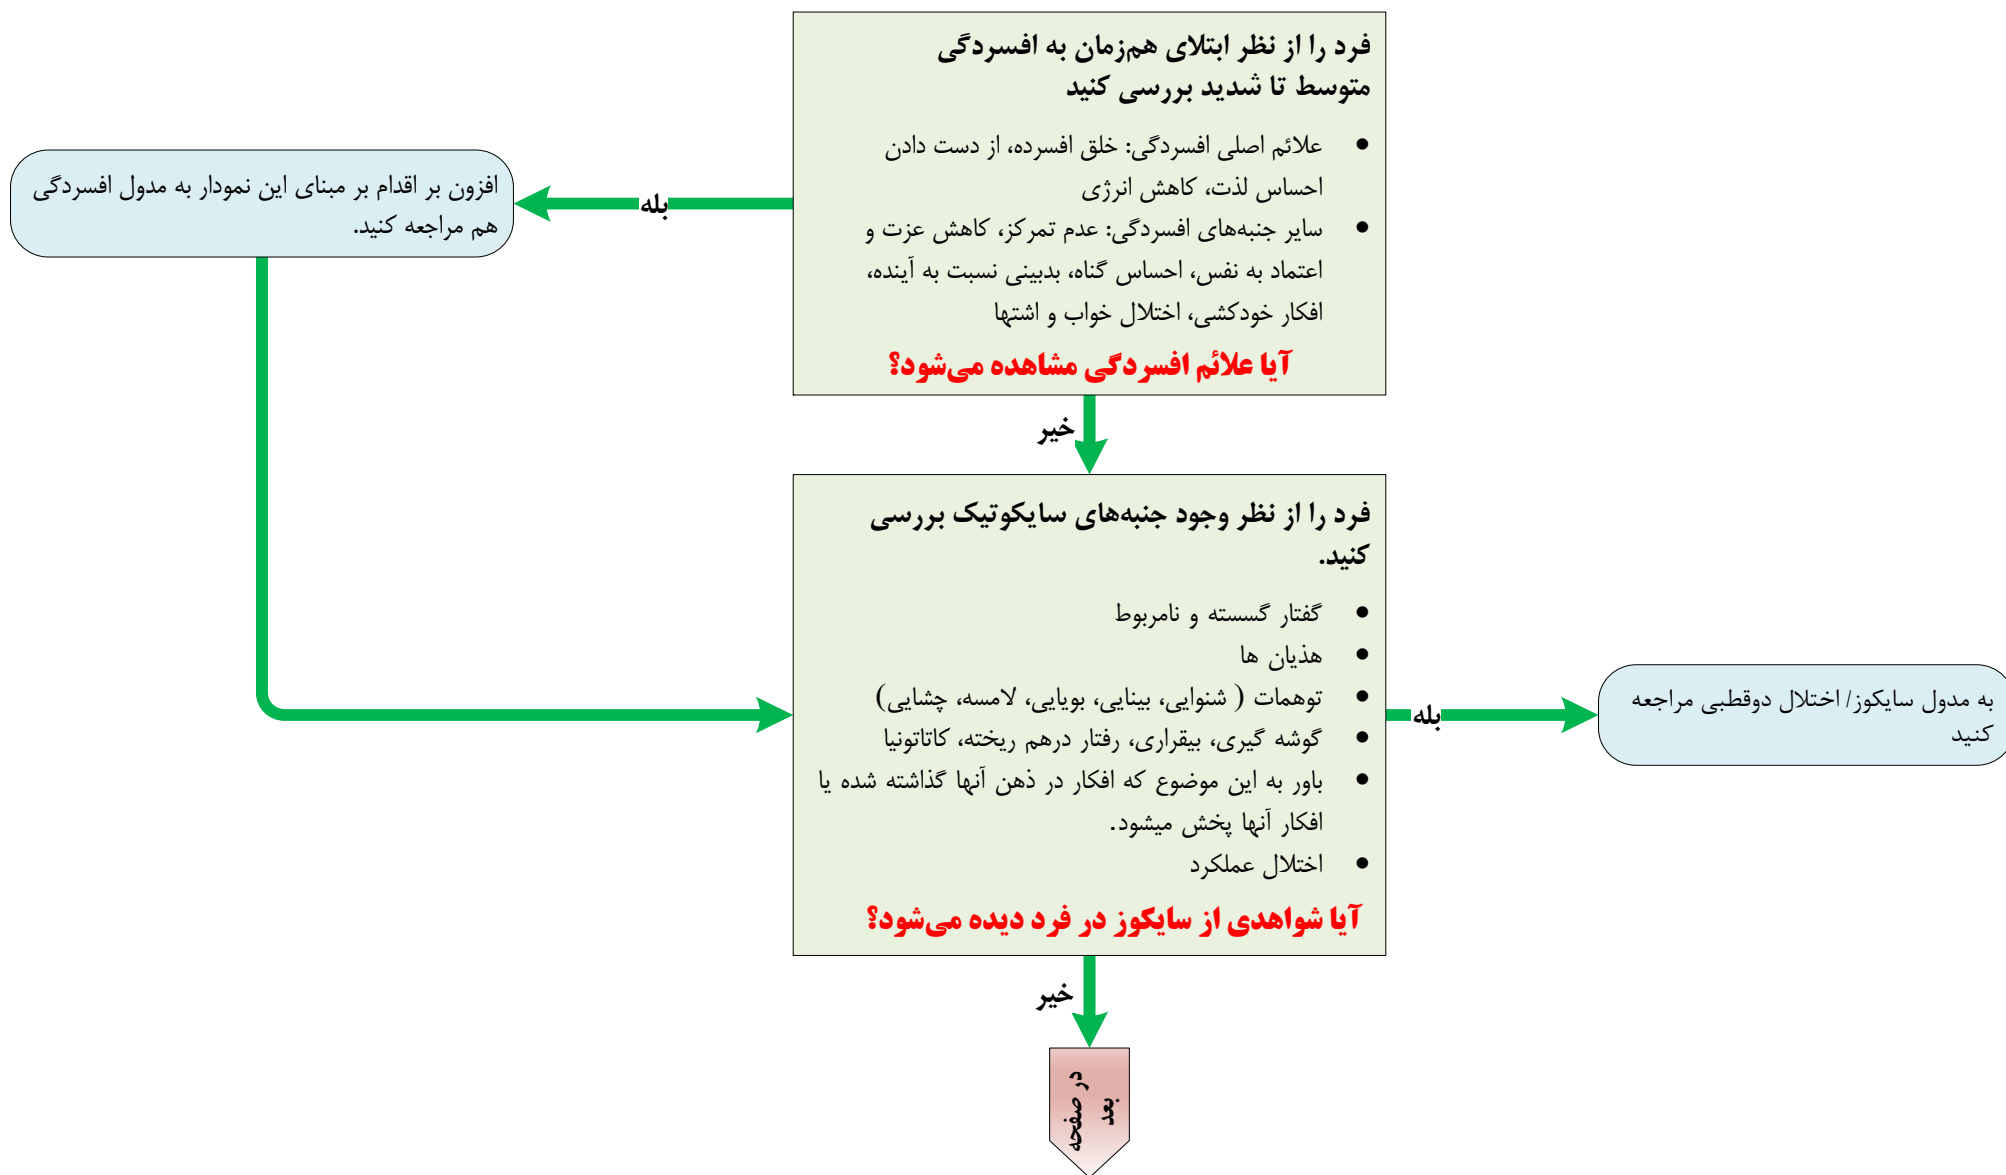 فرد را از نظر ابتلای هم‌زمان به افسردگی
متوسط تا شدید بررسی کنید
علائم اصلی افسردگی: خلق افسرده، از دست دادن
احساس لذت، کاهش انرژی
سایر جنبه‌های افسردگی: عدم تمرکز، کاهش عزت و
اعتماد به نفس، احساس گناه، بدبینی نسبت به آینده،
افکار خودکشی، اختلال خواب و اشتها
آیا علائم افسردگی مشاهده می‌شود؟
بله
افزون بر اقدام بر مبنای این نمودار به مدول افسردگی
هم مراجعه کنید.
خیر
فرد را از نظر وجود جنبه‌های سایکوتیک بررسی
کنید.
گفتار گسسته و نامربوط
هذیان ها
توهمات ( شنوایی، بینایی، بویایی، لامسه، چشایی)
گوشه گیری، بیقراری، رفتار درهم ریخته، کاتاتونیا
باور به این موضوع که افکار در ذهن آنها گذاشته شده یا
افکار آنها پخش میشود.
اختلال عملکرد
آیا شواهدی از سایکوز در فرد دیده می‌شود؟
بله
به مدول سایکوز/ اختلال دوقطبی مراجعه
کنید
خیر
در صفحه
بعد